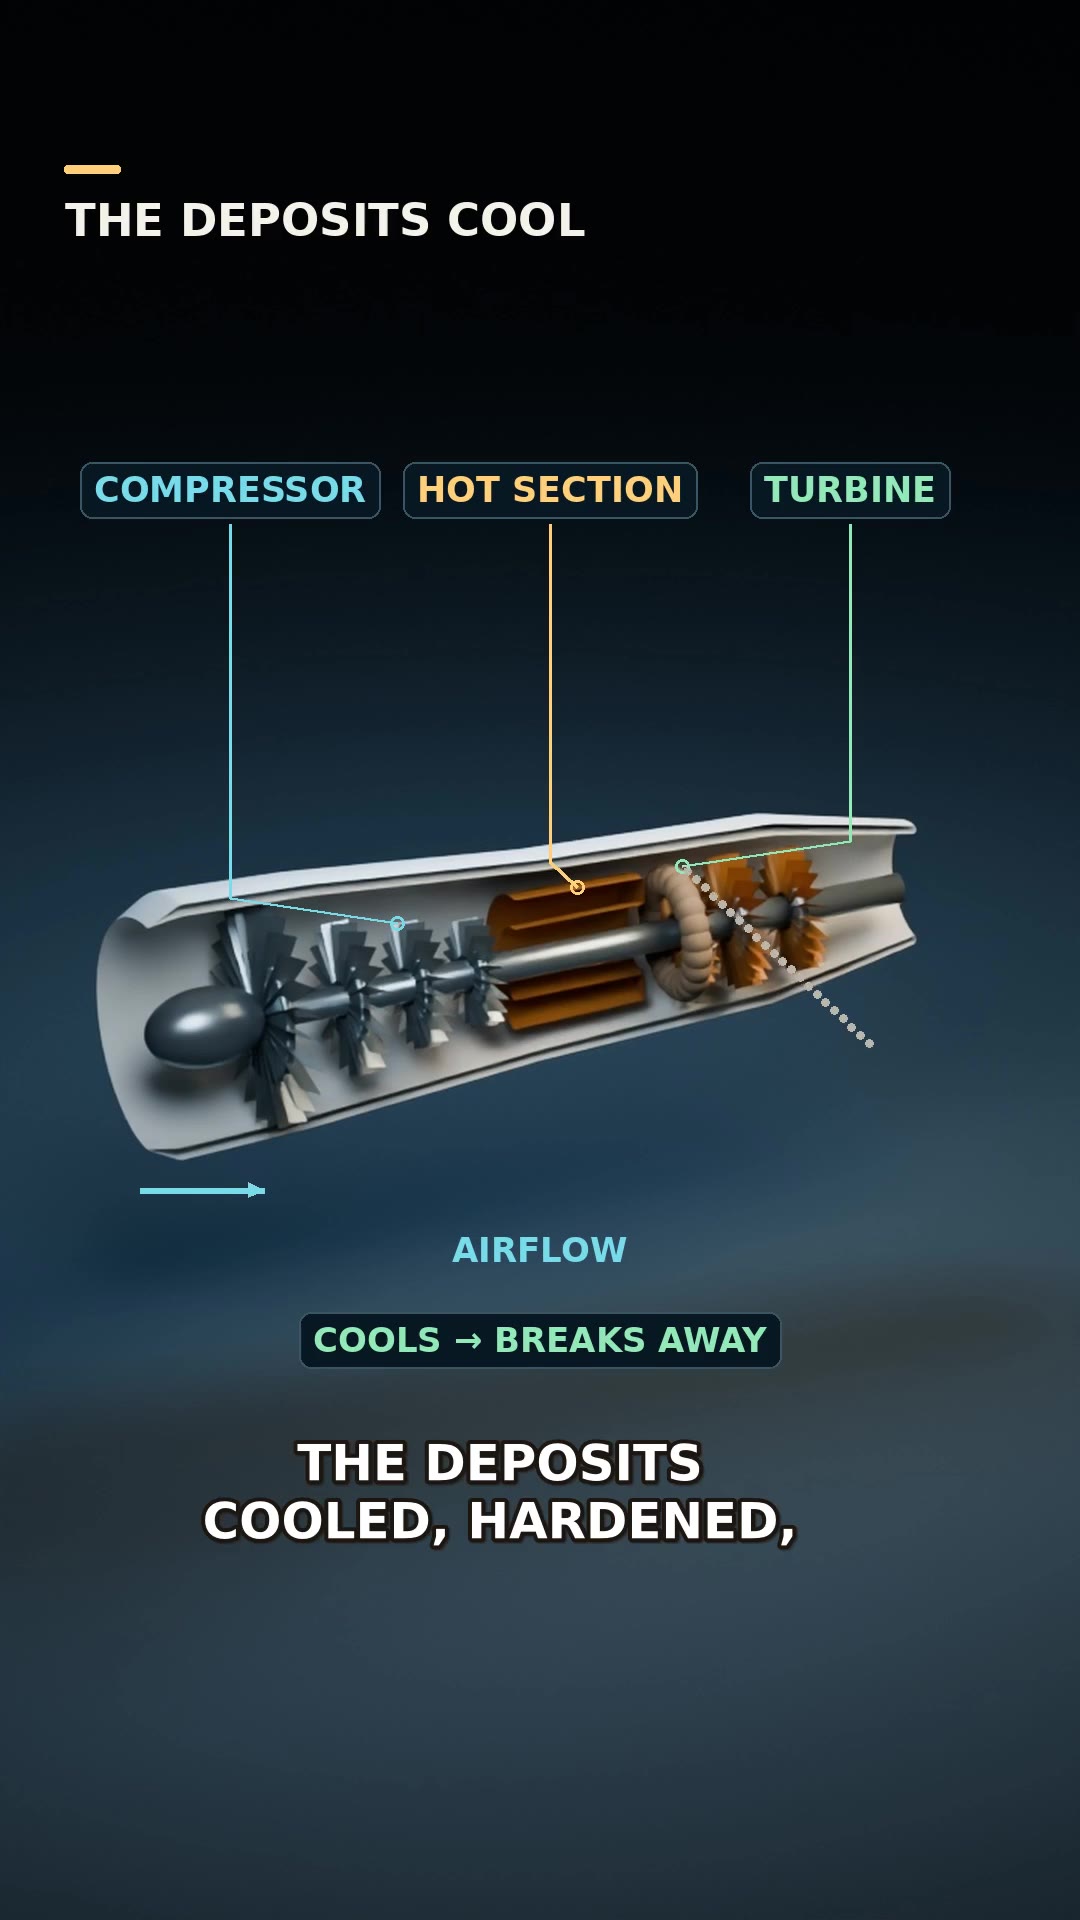 THE DEPOSITS COOL
COMPRESSOR
HOT SECTION
TURBINE
AIRFLOW
COOLS → BREAKS AWAY
THE DEPOSITS
COOLED, HARDENED,